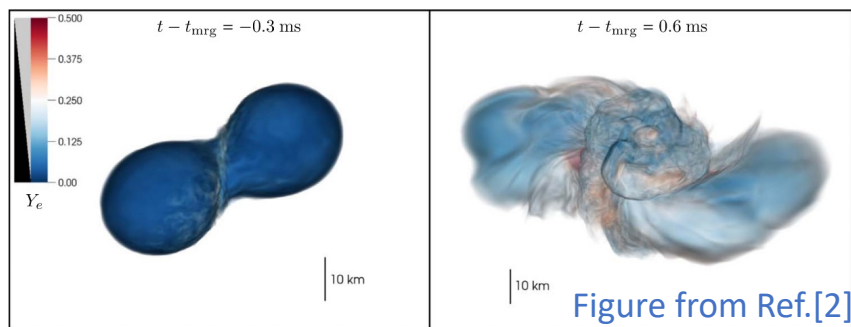 t − t_mrg = −0.3 ms
0.500
0.375
0.250
0.125
0.00
Y_e
10 km
t − t_mrg = 0.6 ms
10 km
Figure from Ref.[2]